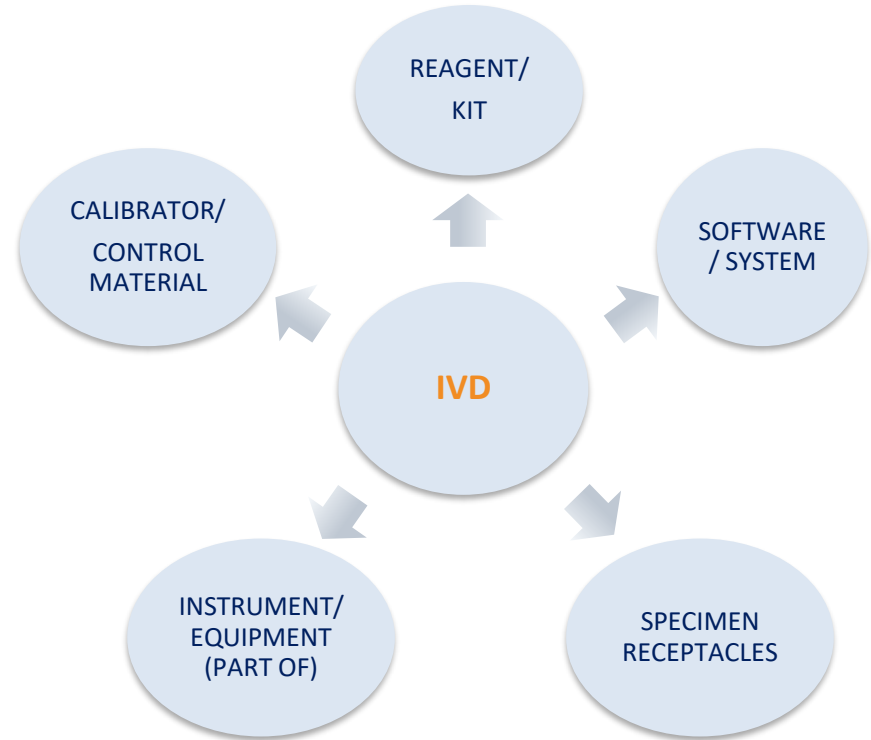 REAGENT/
KIT
CALIBRATOR/
CONTROL
MATERIAL
SOFTWARE
/ SYSTEM
IVD
INSTRUMENT/
EQUIPMENT
(PART OF)
SPECIMEN
RECEPTACLES